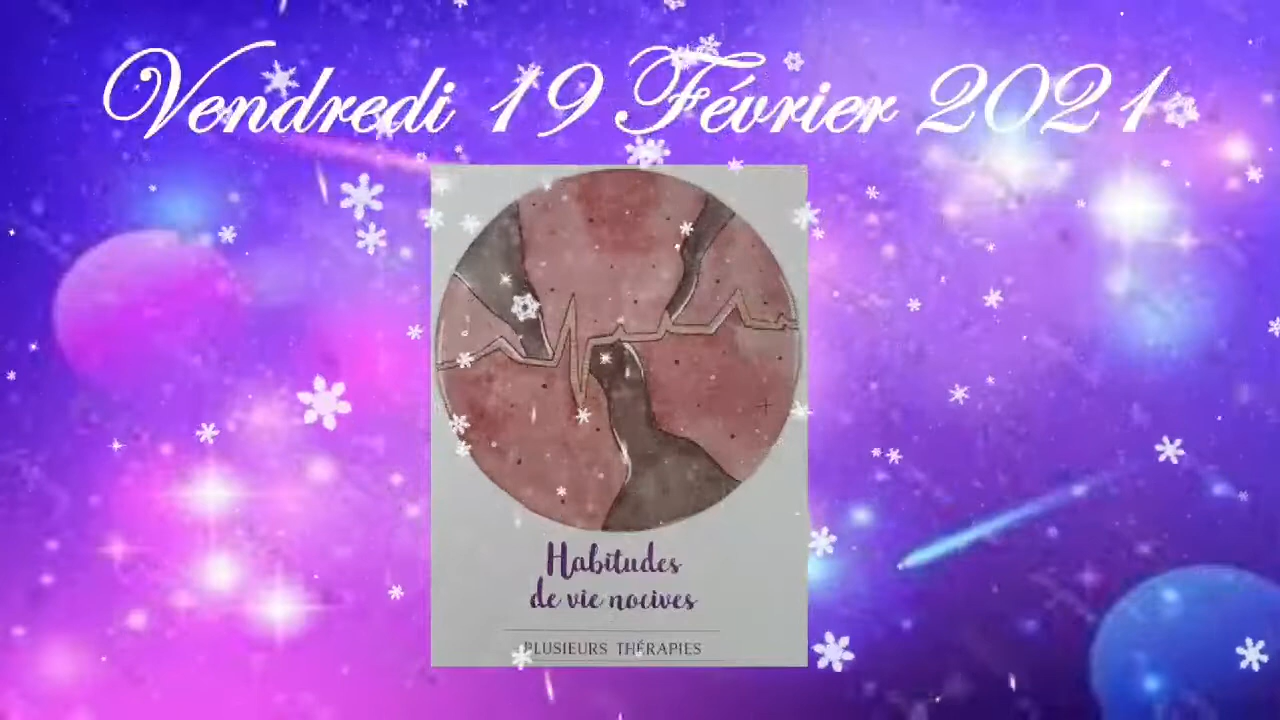 Vendredi 19 Février 2021
Habitudes
de vie nocives
PLUSIEURS THÉRAPIES